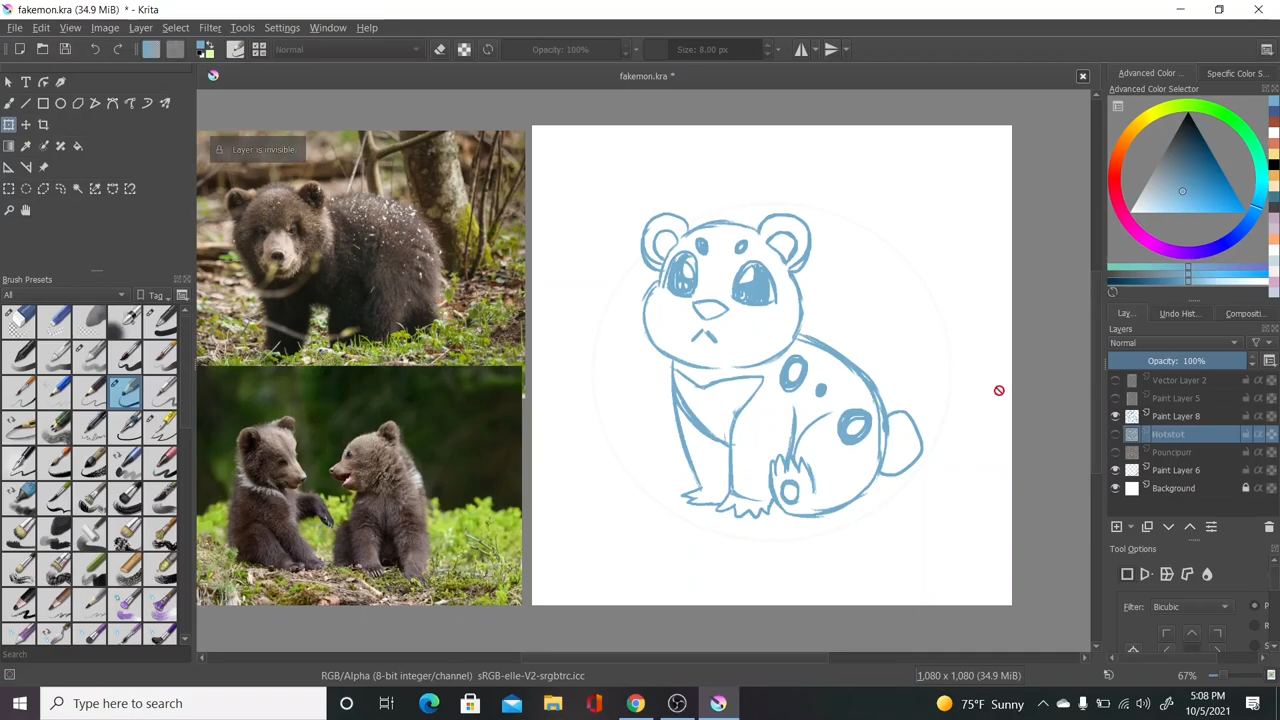 fakemon.kra (34.9 MiB) * - Krita
File Edit View Image Layer Select Filter Tools Settings Window Help
Normal Opacity: 100% Size: 8.00 px
fakemon.kra *
Advanced Color ... Specific Color S...
Advanced Color Selector
Layer is invisible.
Brush Presets
All Tag
Lay... Undo Hist... Compositi...
Layers
Normal
Opacity: 100%
Vector Layer 2
Paint Layer 5
Paint Layer 8
Hotstot
Pouncipurr
Paint Layer 6
Background
Tool Options
Filter: Bicubic P
R
Search
RGB/Alpha (8-bit integer/channel) sRGB-elle-V2-srgbtrc.icc 1,080 x 1,080 (34.9 MiB) 67%
Type here to search
75°F Sunny
5:08 PM
10/5/2021